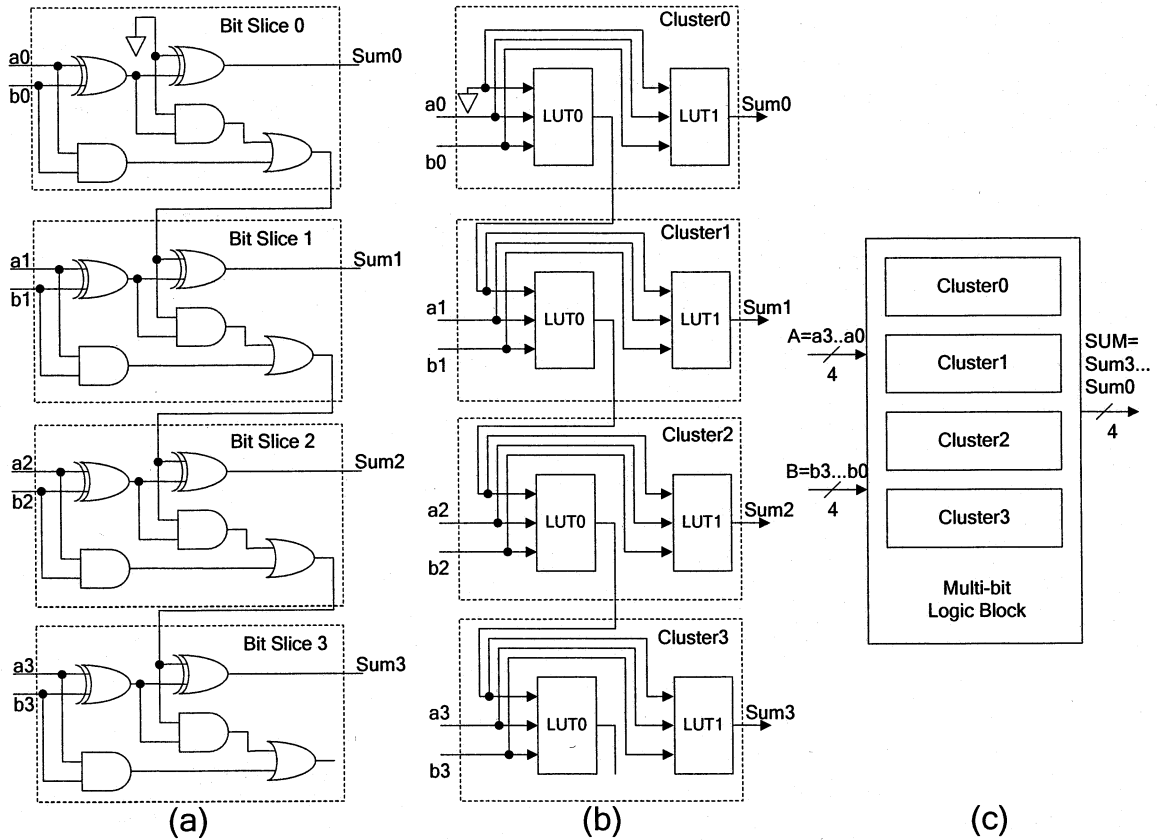 Bit Slice 0
a0
b0
Sum0
Bit Slice 1
a1
b1
Sum1
Bit Slice 2
a2
b2
Sum2
Bit Slice 3
a3
b3
Sum3
(a)
Cluster0
a0
b0
LUT0
LUT1
Sum0
Cluster1
a1
b1
LUT0
LUT1
Sum1
Cluster2
a2
b2
LUT0
LUT1
Sum2
Cluster3
a3
b3
LUT0
LUT1
Sum3
(b)
A=a3..a0
4
B=b3...b0
4
Cluster0
Cluster1
Cluster2
Cluster3
Multi-bit
Logic Block
SUM=
Sum3...
Sum0
4
(c)